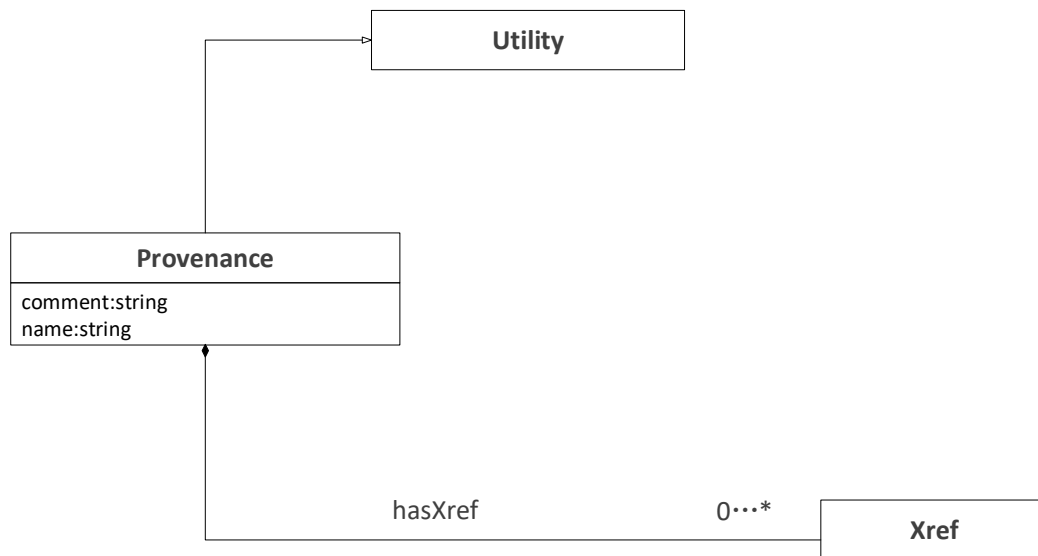 Utility
Provenance
comment:string
name:string
hasXref
0···*
Xref